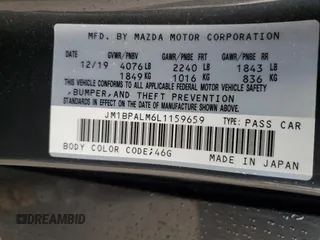 MFD. BY MAZDA MOTOR CORPORATION
GVWR/PNBV GAWR/PNBE FRT GAWR/PNBE RR
12/19 4076LB 2240 LB 1843 LB
1849KG 1016 KG 836 KG
THIS VEHICLE CONFORMS TO ALL APPLICABLE FEDERAL MOTOR VEHICLE SAFETY
,BUMPER,AND THEFT PREVENTION
STANDARDS IN EFFECT ON THE DATE OF MANUFACTURE SHOWN ABOVE.
JM1BPALM6L1159659 TYPE: PASS CAR
BODY COLOR CODE;46G
MADE IN JAPAN
© DREAMBID